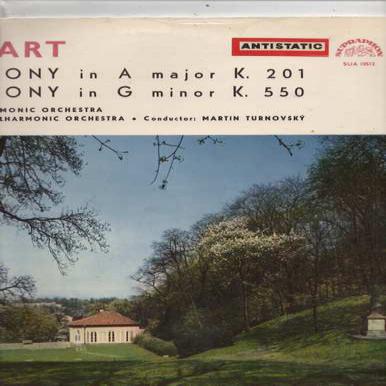 ART
ANTISTATIC
SUPRAPHON
SUA 10512
ONY in A major K. 201
ONY in G minor K. 550
MONIC ORCHESTRA
LHARMONIC ORCHESTRA • Conductor: MARTIN TURNOVSKÝ